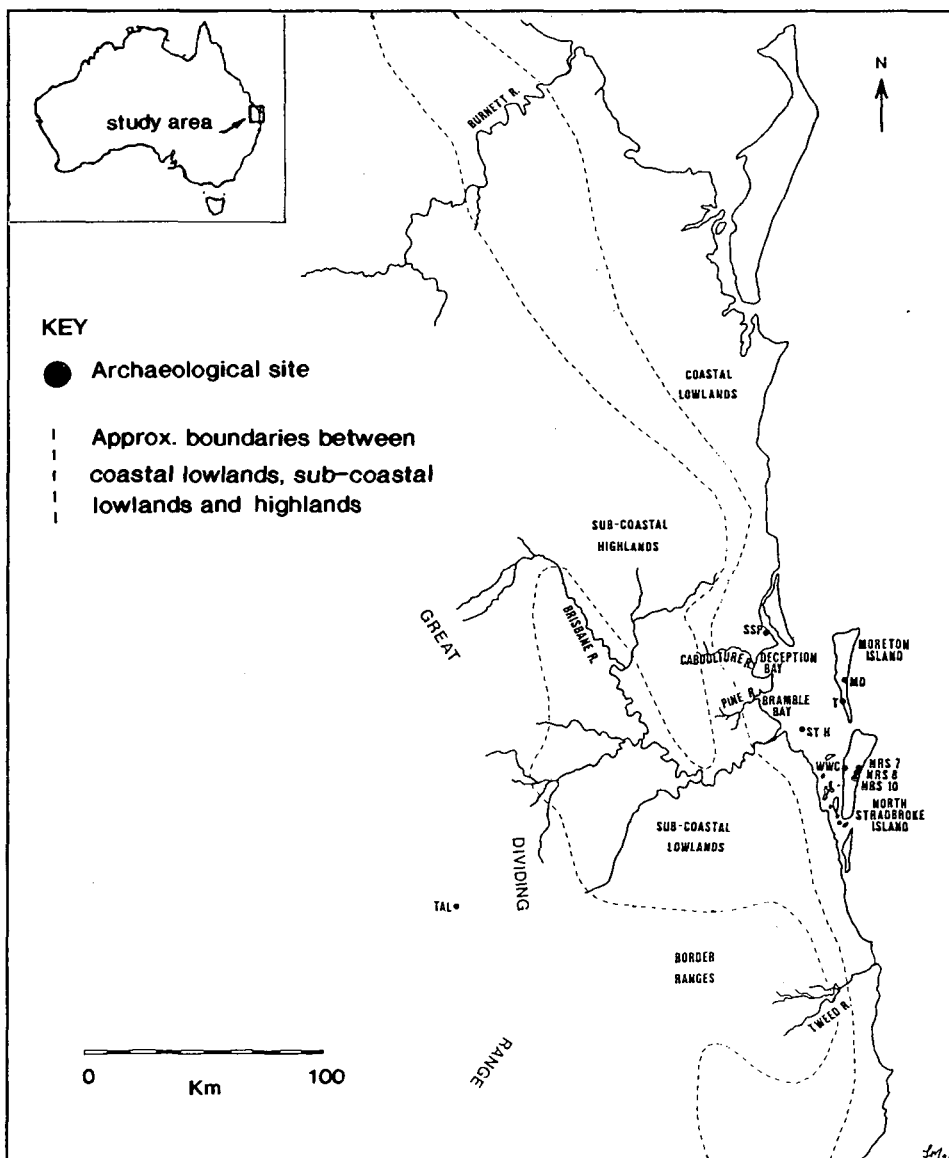 study area
N
BURNETT R.
KEY
Archaeological site
Approx. boundaries between
coastal lowlands, sub-coastal
lowlands and highlands
COASTAL
LOWLANDS
SUB-COASTAL
HIGHLANDS
GREAT
BRISBANE R.
SSP
CABOOLTURE R.
DECEPTION
BAY
MORETON
ISLAND
MD
T
PINE R.
BRAMBLE
BAY
ST H
WWC
NRS 7
NRS 8
NRS 10
NORTH
STRADBROKE
ISLAND
SUB-COASTAL
LOWLANDS
DIVIDING
TAL
BORDER
RANGES
TWEED R.
RANGE
0 100
Km